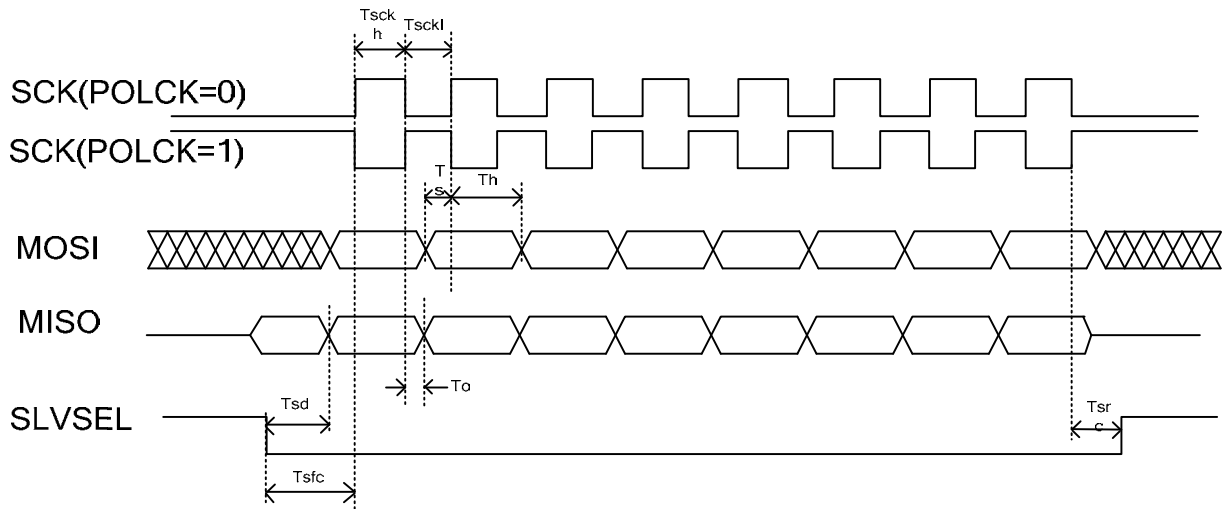 Tsck
h
Tsckl
SCK(POLCK=0)
SCK(POLCK=1)
T
s
Th
MOSI
MISO
To
Tsd
SLVSEL
Tsr
c
Tsfc